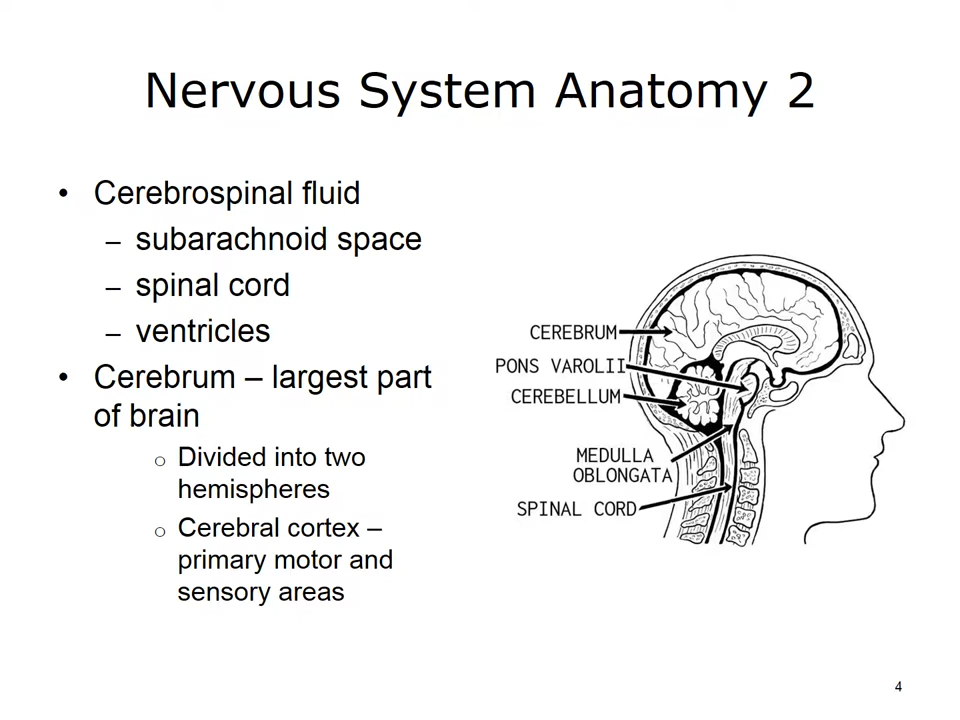 Nervous System Anatomy 2
• Cerebrospinal fluid
– subarachnoid space
– spinal cord
– ventricles
• Cerebrum – largest part
of brain
○ Divided into two
hemispheres
○ Cerebral cortex –
primary motor and
sensory areas
CEREBRUM
PONS VAROLII
CEREBELLUM
MEDULLA
OBLONGATA
SPINAL CORD
4